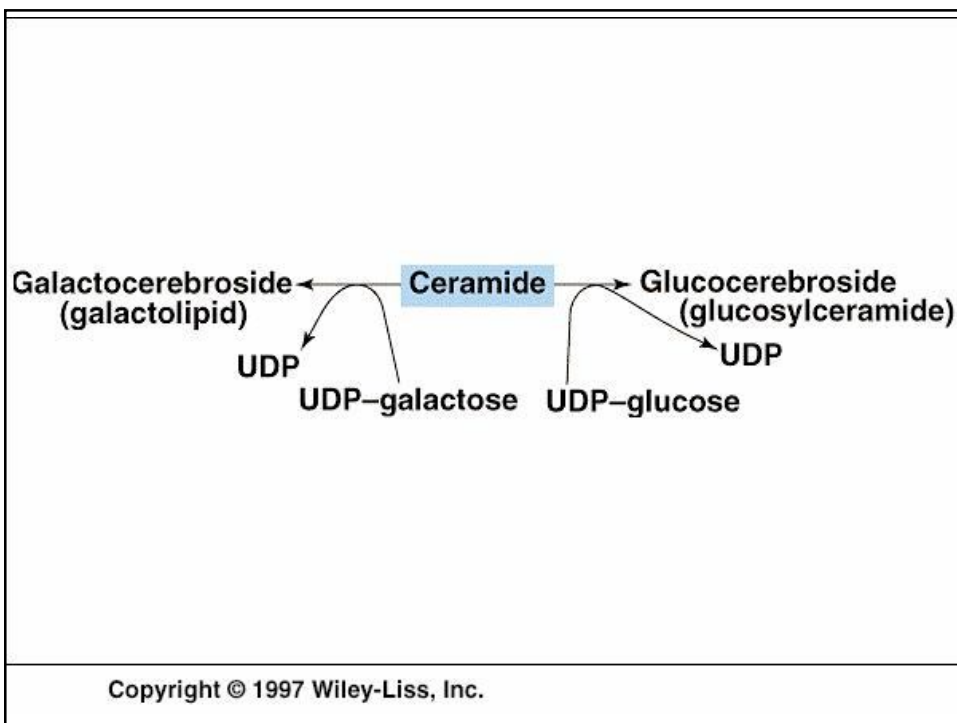 Galactocerebroside
(galactolipid)
Ceramide
Glucocerebroside
(glucosylceramide)
UDP
UDP–galactose
UDP–glucose
UDP
Copyright © 1997 Wiley-Liss, Inc.